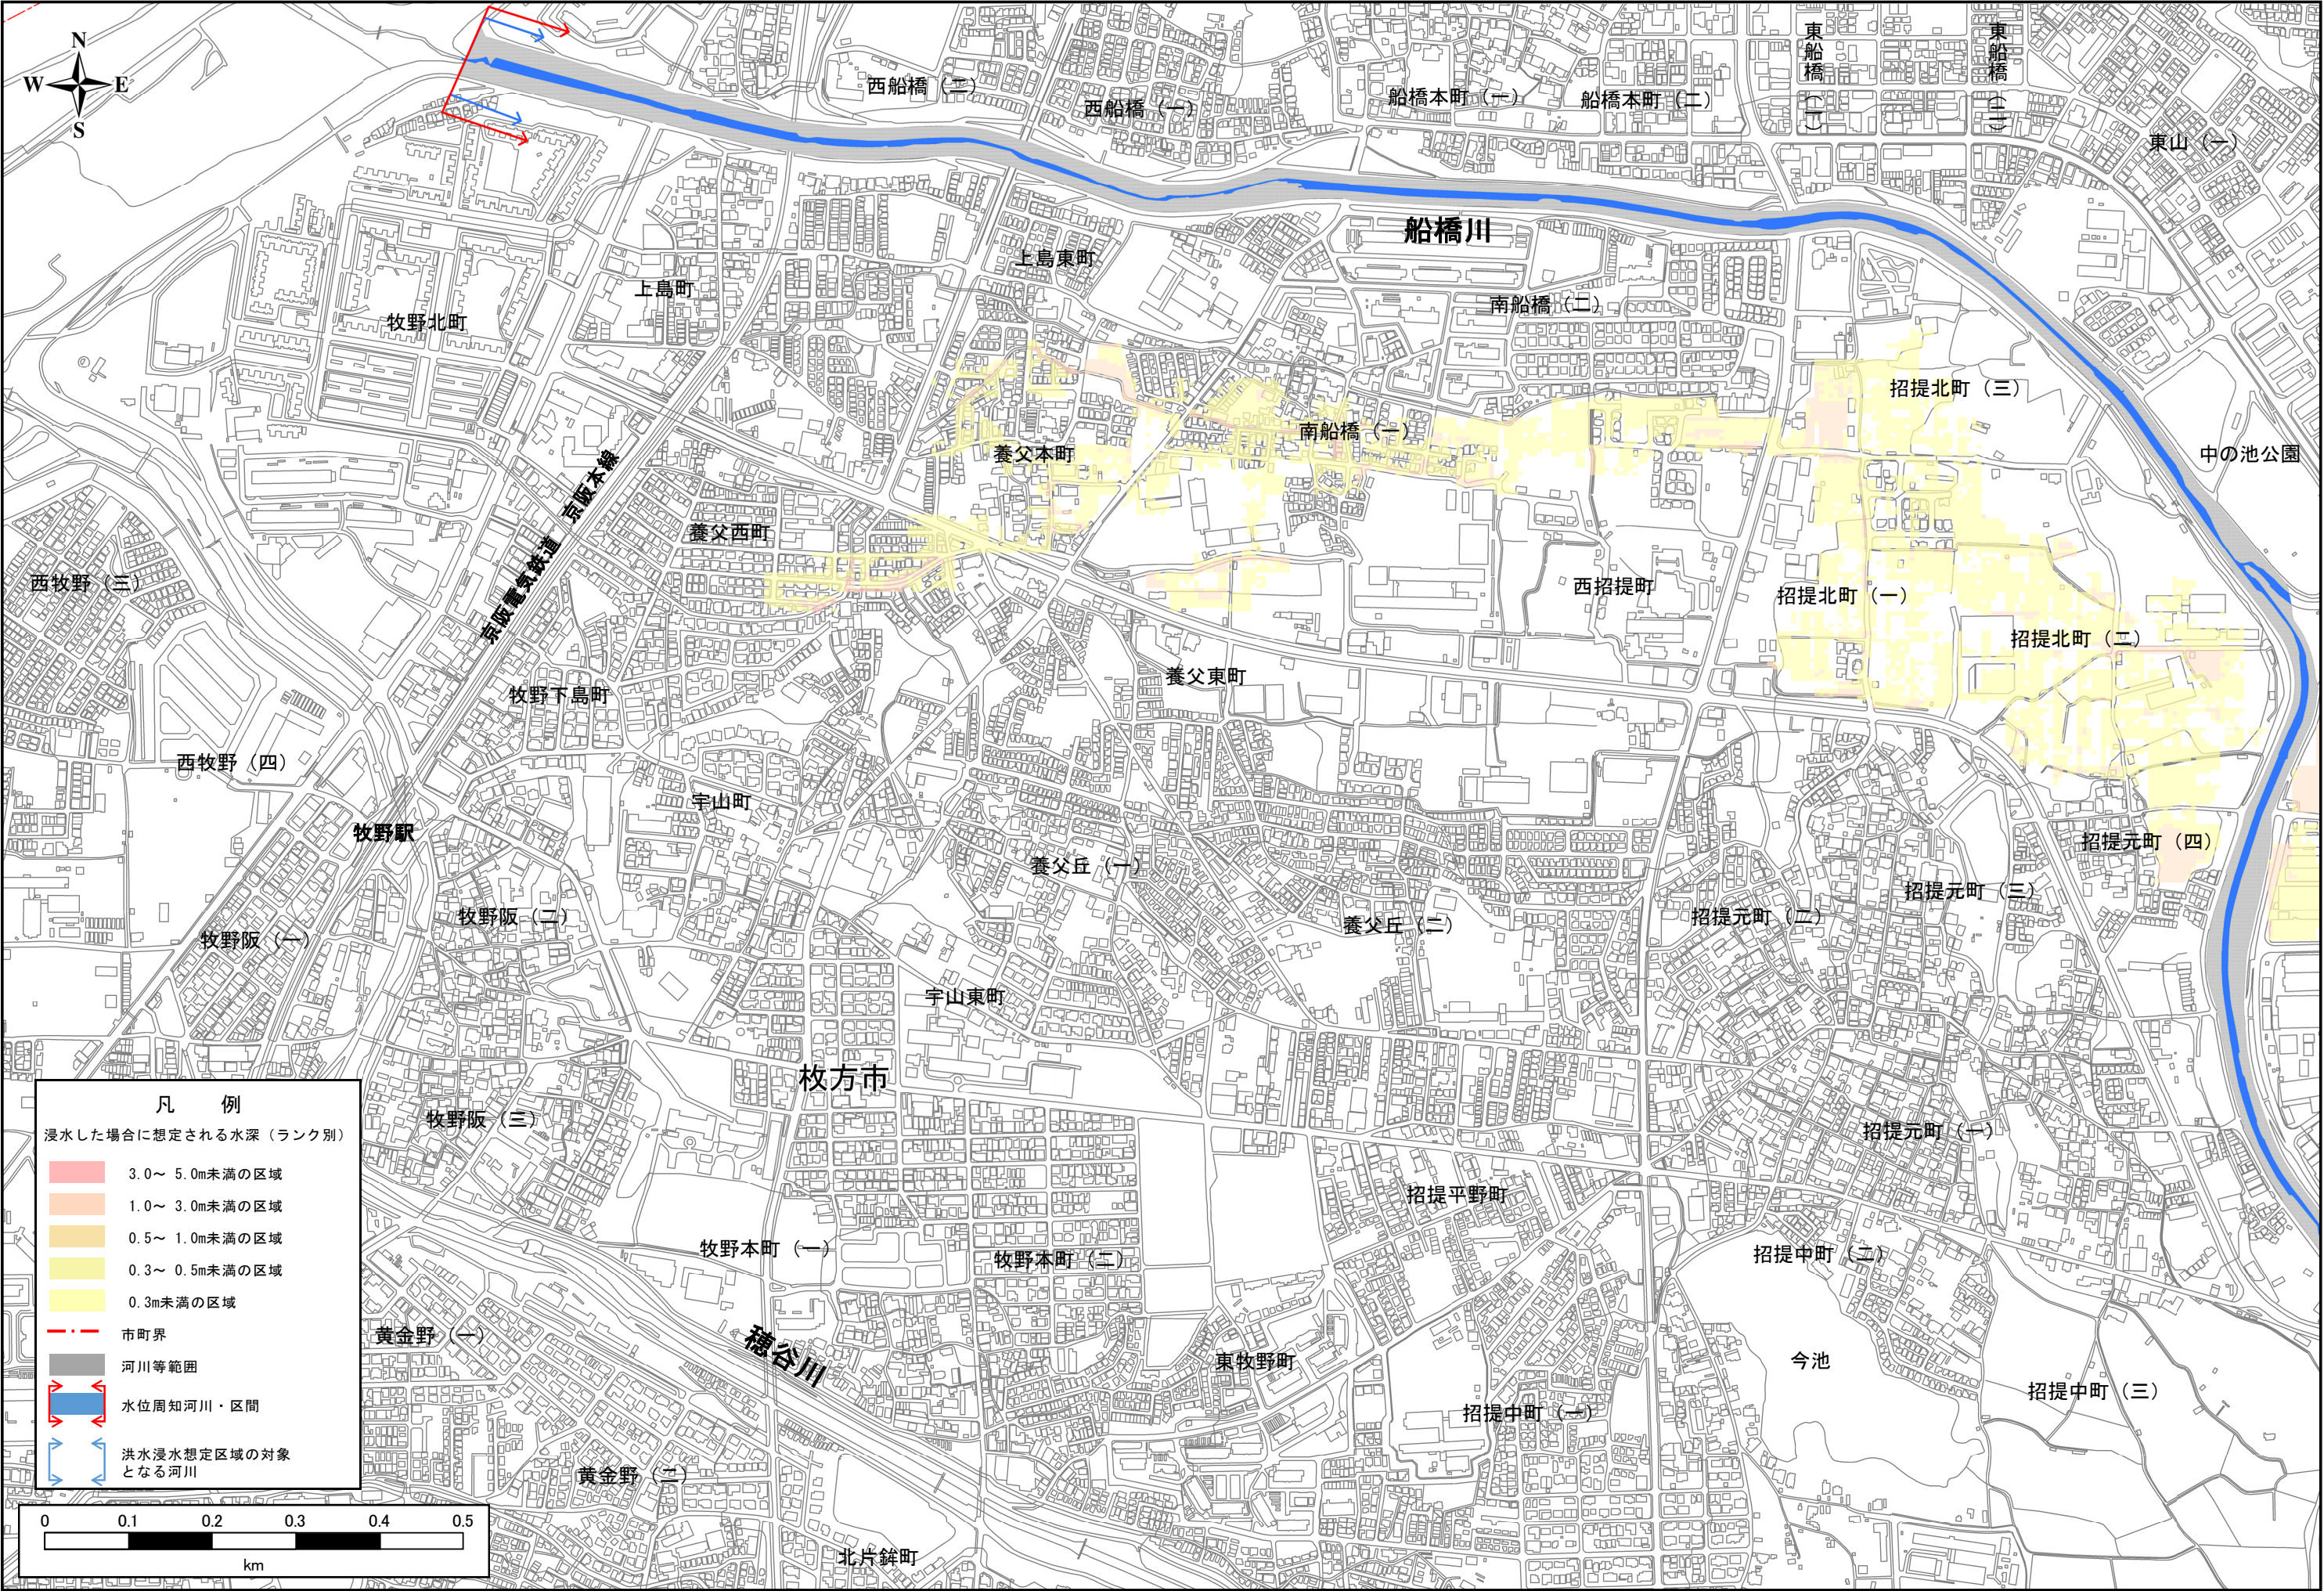 N
W
E
S
西船橋（二）
西船橋（一）
船橋本町（一）
船橋本町（二）
東船橋（一）
東船橋（二）
東山（一）
船橋川
上島東町
上島町
南船橋（二）
牧野北町
招提北町（三）
南船橋（一）
養父本町
中の池公園
京阪電気鉄道 京阪本線
養父西町
西牧野（三）
西招提町
招提北町（一）
招提北町（二）
養父東町
牧野下島町
西牧野（四）
宇山町
牧野駅
招提元町（四）
養父丘（一）
招提元町（三）
牧野阪（二）
招提元町（二）
養父丘（二）
牧野阪（一）
宇山東町
枚方市
牧野阪（三）
招提元町（一）
招提平野町
牧野本町（一）
牧野本町（二）
招提中町（二）
黄金野（一）
穂谷川
東牧野町
今池
招提中町（三）
招提中町（一）
黄金野（二）
北片鉾町
凡 例
浸水した場合に想定される水深（ランク別）
3.0～ 5.0m未満の区域
1.0～ 3.0m未満の区域
0.5～ 1.0m未満の区域
0.3～ 0.5m未満の区域
0.3m未満の区域
市町界
河川等範囲
水位周知河川・区間
洪水浸水想定区域の対象
となる河川
0 0.1 0.2 0.3 0.4 0.5
km